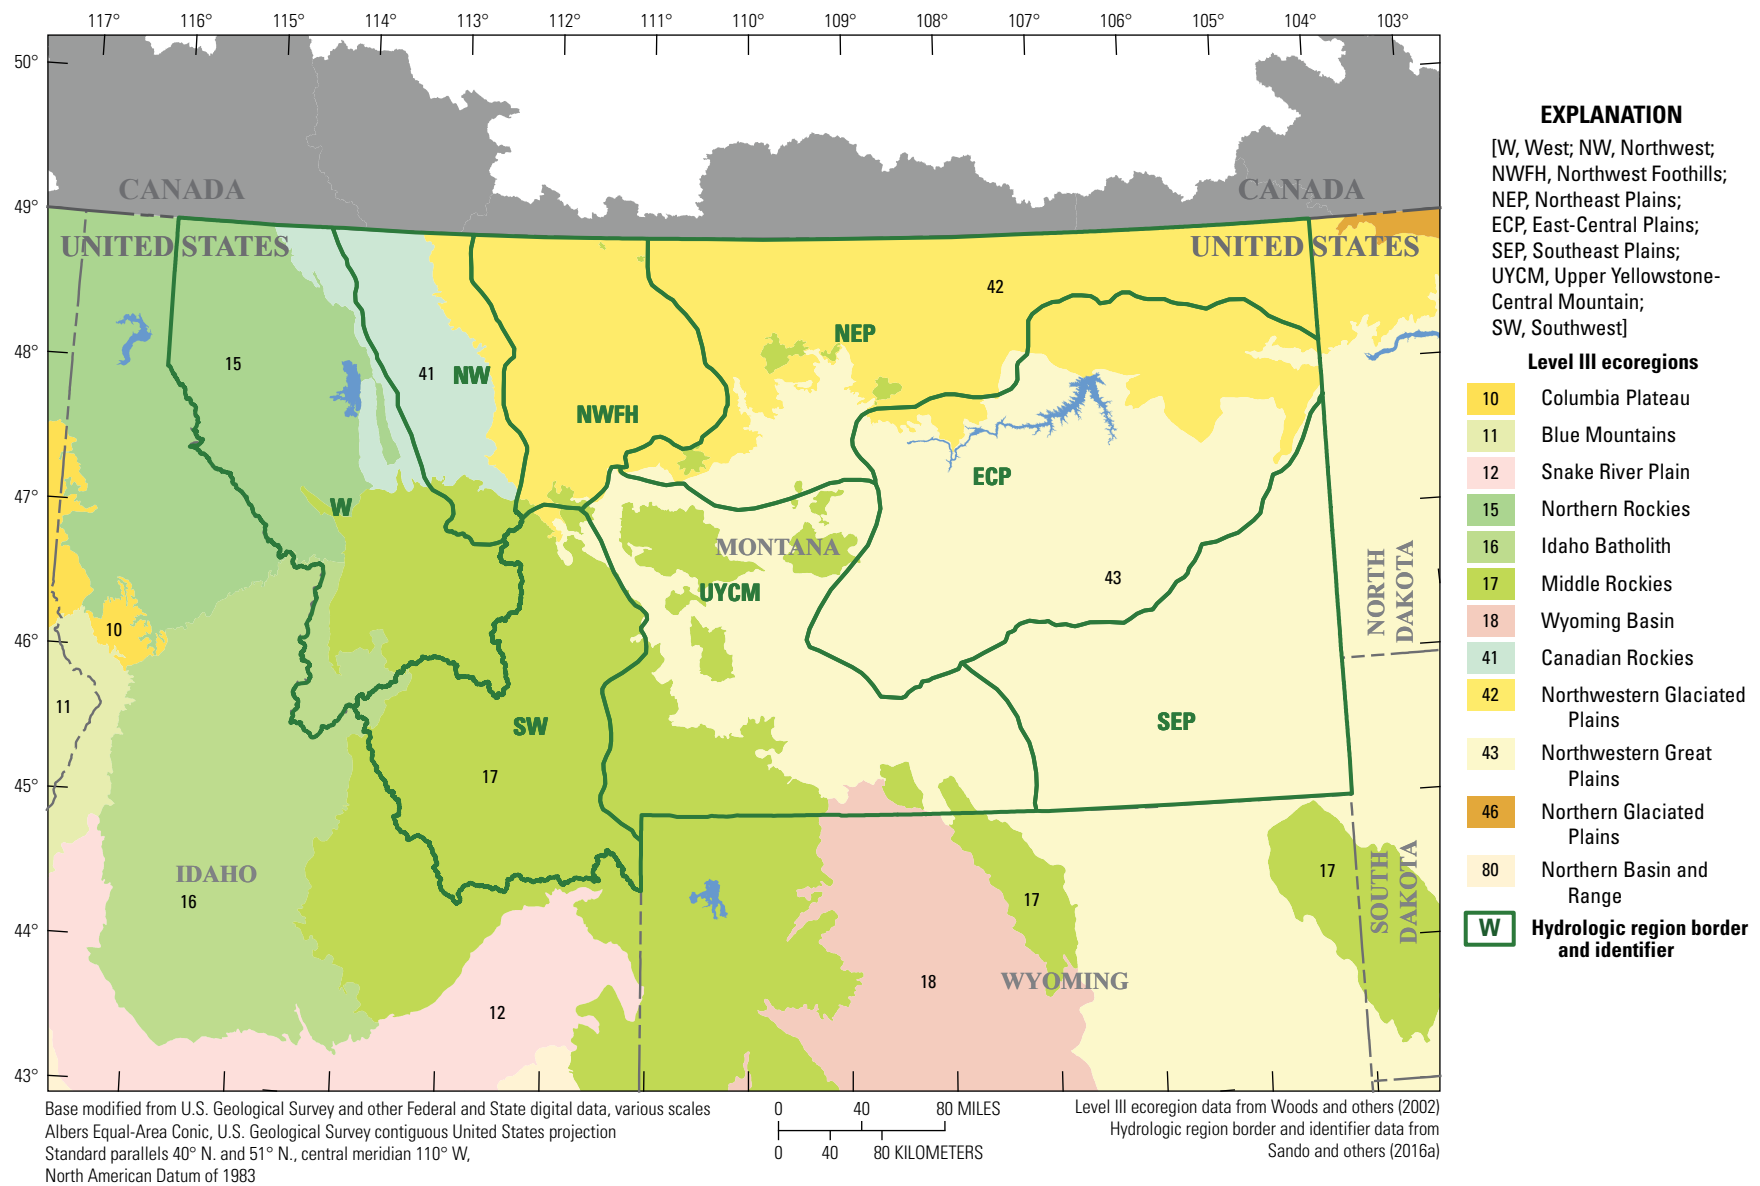 117° 116° 115° 114° 113° 112° 111° 110° 109° 108° 107° 106° 105° 104° 103°
50°
49°
48°
47°
46°
45°
44°
43°
CANADA
CANADA
UNITED STATES
UNITED STATES
42
NEP
15
41
NW
NWFH
ECP
W
MONTANA
43
UYCM
NORTH
DAKOTA
10
11
SW
SEP
17
IDAHO
16
17
17
SOUTH
DAKOTA
18
WYOMING
12
EXPLANATION
[W, West; NW, Northwest;
NWFH, Northwest Foothills;
NEP, Northeast Plains;
ECP, East-Central Plains;
SEP, Southeast Plains;
UYCM, Upper Yellowstone-
Central Mountain;
SW, Southwest]
Level III ecoregions
10 Columbia Plateau
11 Blue Mountains
12 Snake River Plain
15 Northern Rockies
16 Idaho Batholith
17 Middle Rockies
18 Wyoming Basin
41 Canadian Rockies
42 Northwestern Glaciated
Plains
43 Northwestern Great
Plains
46 Northern Glaciated
Plains
80 Northern Basin and
Range
W Hydrologic region border
and identifier
Base modified from U.S. Geological Survey and other Federal and State digital data, various scales
Albers Equal-Area Conic, U.S. Geological Survey contiguous United States projection
Standard parallels 40° N. and 51° N., central meridian 110° W,
North American Datum of 1983
0 40 80 MILES
0 40 80 KILOMETERS
Level III ecoregion data from Woods and others (2002)
Hydrologic region border and identifier data from
Sando and others (2016a)